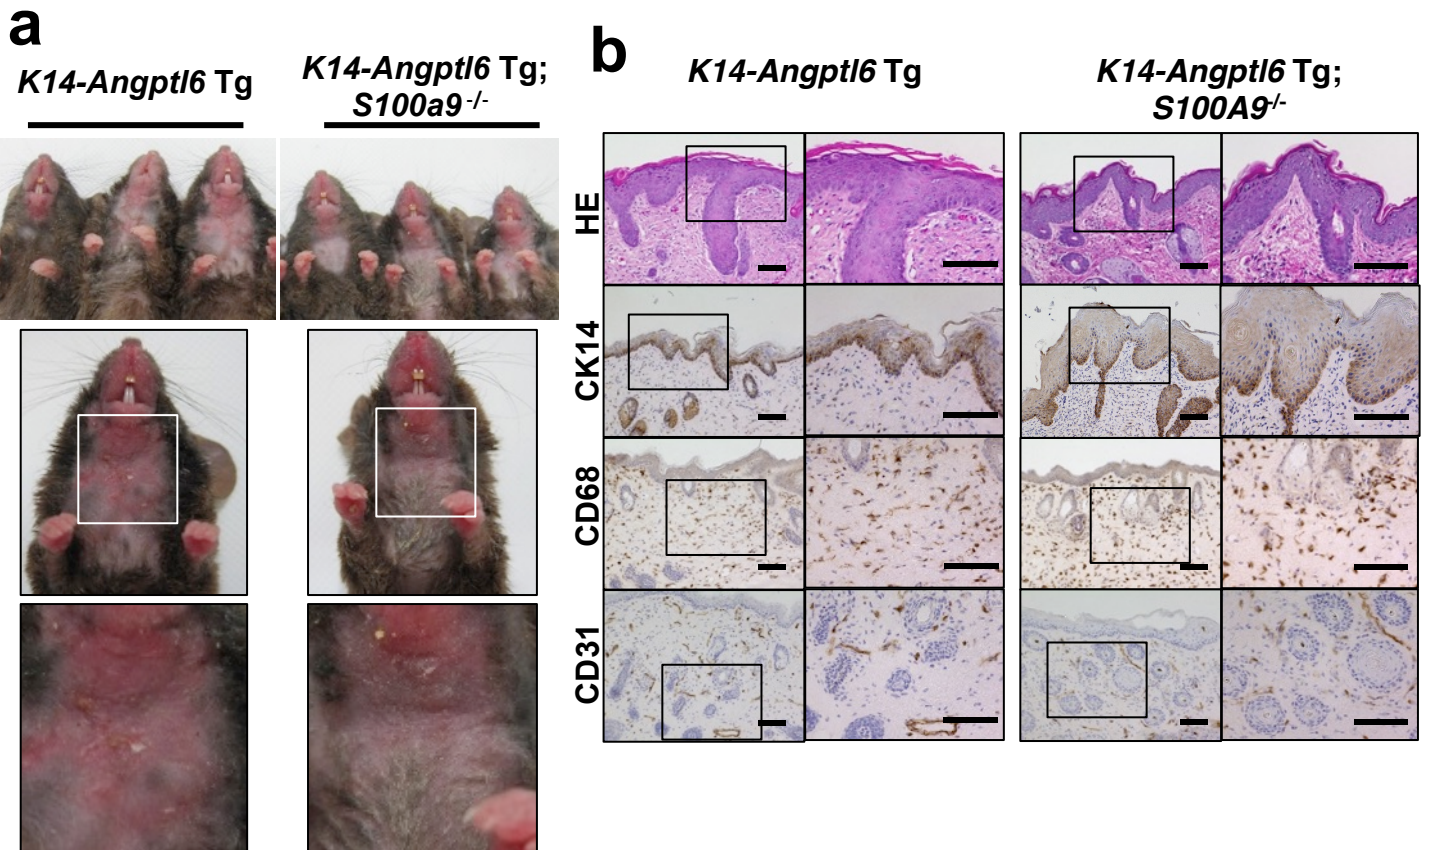 a
K14-Angptl6 Tg
K14-Angptl6 Tg;
S100a9 -/-
b
K14-Angptl6 Tg
K14-Angptl6 Tg;
S100A9-/-
HE
CK14
CD68
CD31